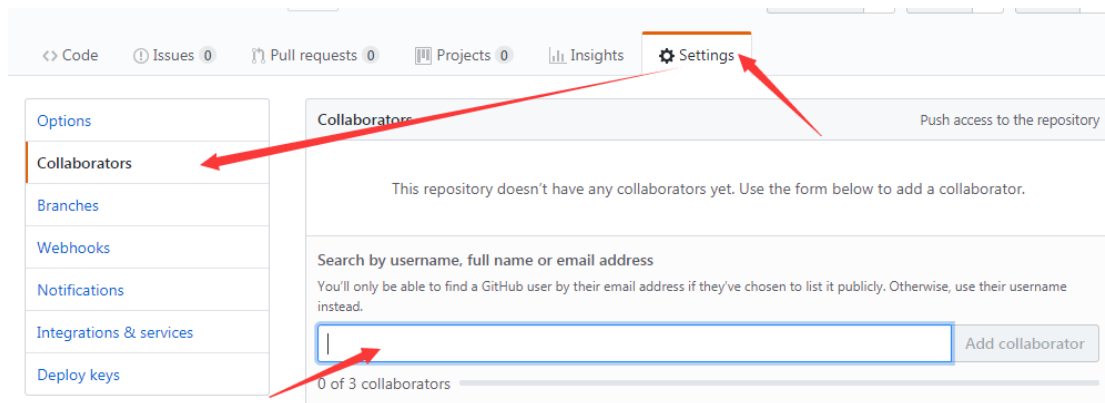 Code Issues 0 Pull requests 0 Projects 0 Insights Settings
Options
Collaborators
Branches
Webhooks
Notifications
Integrations & services
Deploy keys
Collaborators Push access to the repository
This repository doesn't have any collaborators yet. Use the form below to add a collaborator.
Search by username, full name or email address
You'll only be able to find a GitHub user by their email address if they've chosen to list it publicly. Otherwise, use their username
instead.
Add collaborator
0 of 3 collaborators